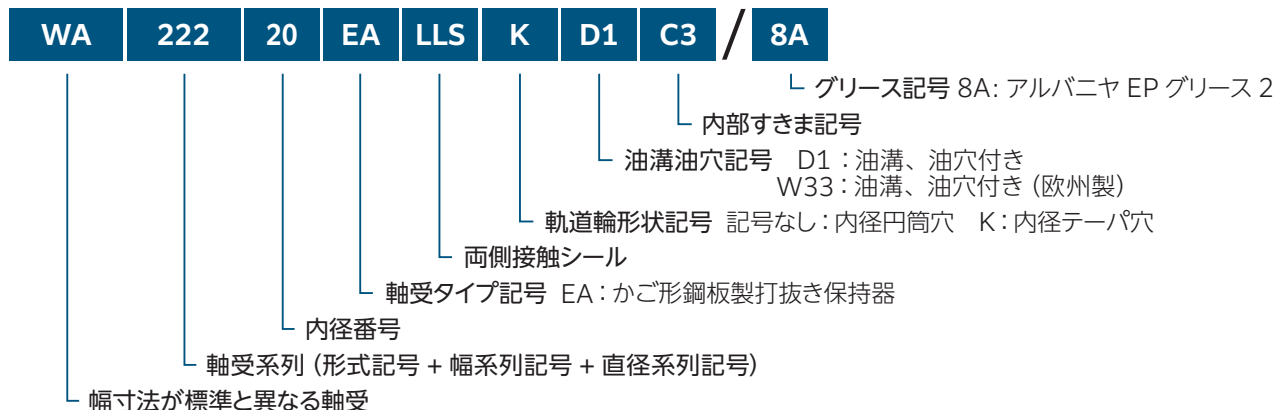 WA 222 20 EA LLS K D1 C3 / 8A
グリース記号 8A: アルバニヤ EP グリース 2
内部すきま記号
油溝油穴記号 D1:油溝、油穴付き
W33:油溝、油穴付き (欧州製)
軌道輪形状記号 記号なし:内径円筒穴 K:内径テーパ穴
両側接触シール
軸受タイプ記号 EA:かご形鋼板製打抜き保持器
内径番号
軸受系列 (形式記号 + 幅系列記号 + 直径系列記号)
幅寸法が標準と異なる軸受